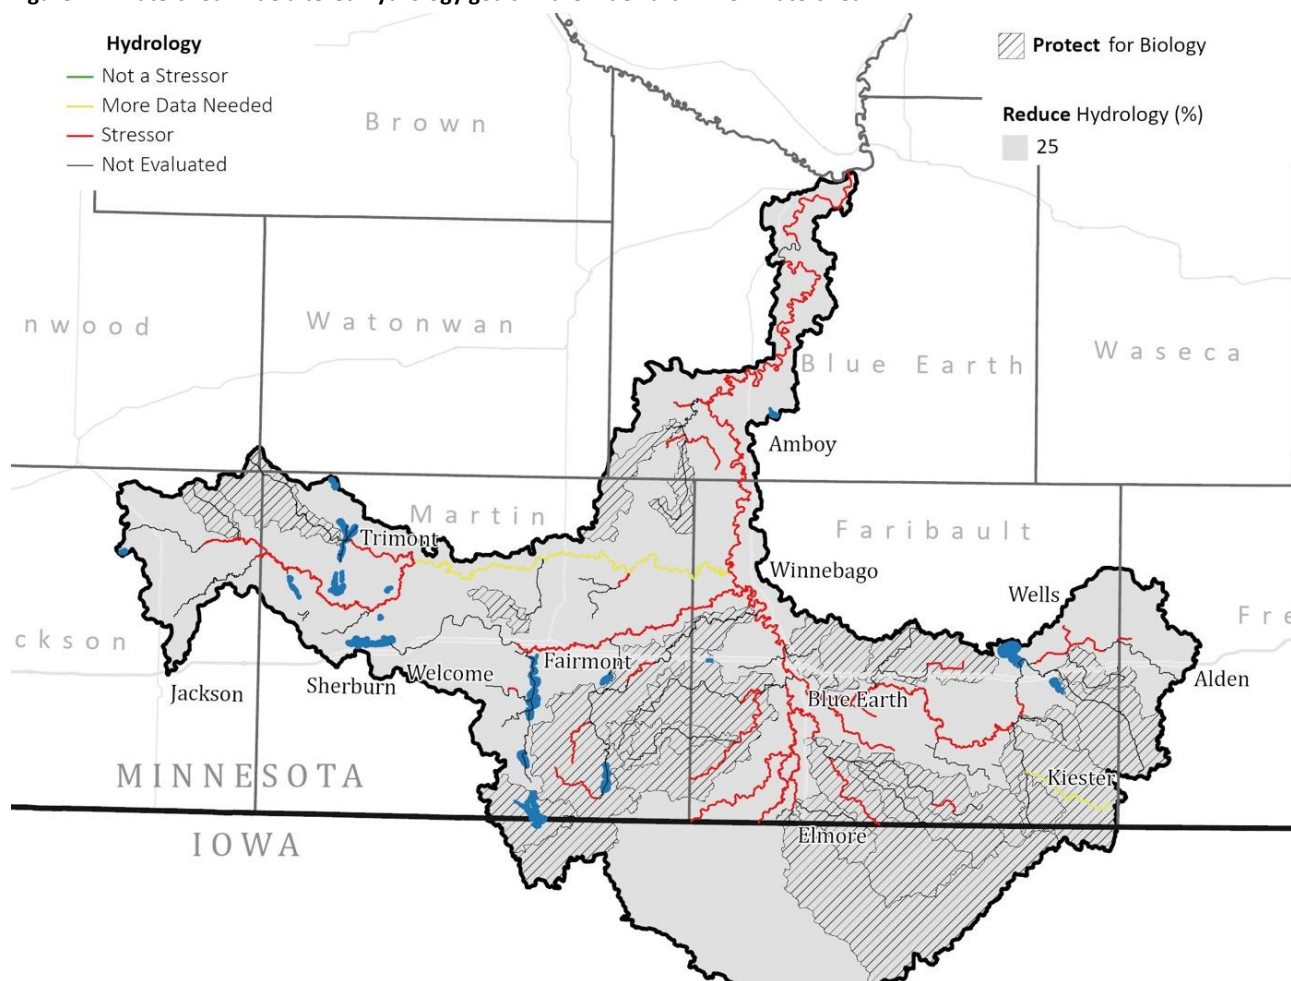 Hydrology
Not a Stressor
More Data Needed
Stressor
Not Evaluated
Protect for Biology
Reduce Hydrology (%)
25
Brown
nwood
Watonwan
Blue Earth
Waseca
Amboy
Martin
Trimont
Faribault
Winnebago
Wells
Fre
ckson
Fairmont
Welcome
Sherburn
Jackson
Alden
Blue Earth
MINNESOTA
Kiester
IOWA
Elmore